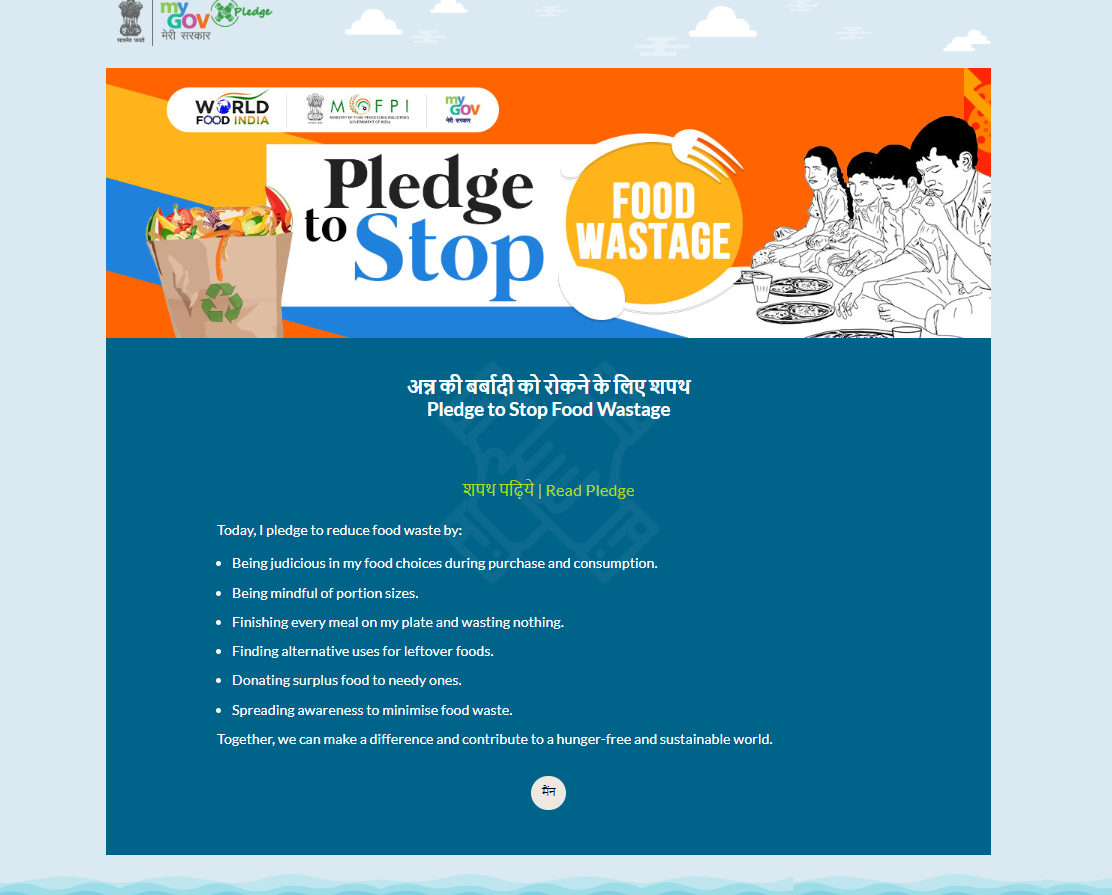 my
GOV Pledge
सत्यमेव जयते मेरी सरकार
WORLD
FOOD INDIA
MOFPI
MINISTRY OF FOOD PROCESSING INDUSTRIES
GOVERNMENT OF INDIA
my
GOV
मेरी सरकार
Pledge
to Stop
FOOD
WASTAGE
अन्न की बर्बादी को रोकने के लिए शपथ
Pledge to Stop Food Wastage
शपथ पढ़िये | Read Pledge
Today, I pledge to reduce food waste by:
• Being judicious in my food choices during purchase and consumption.
• Being mindful of portion sizes.
• Finishing every meal on my plate and wasting nothing.
• Finding alternative uses for leftover foods.
• Donating surplus food to needy ones.
• Spreading awareness to minimise food waste.
Together, we can make a difference and contribute to a hunger-free and sustainable world.